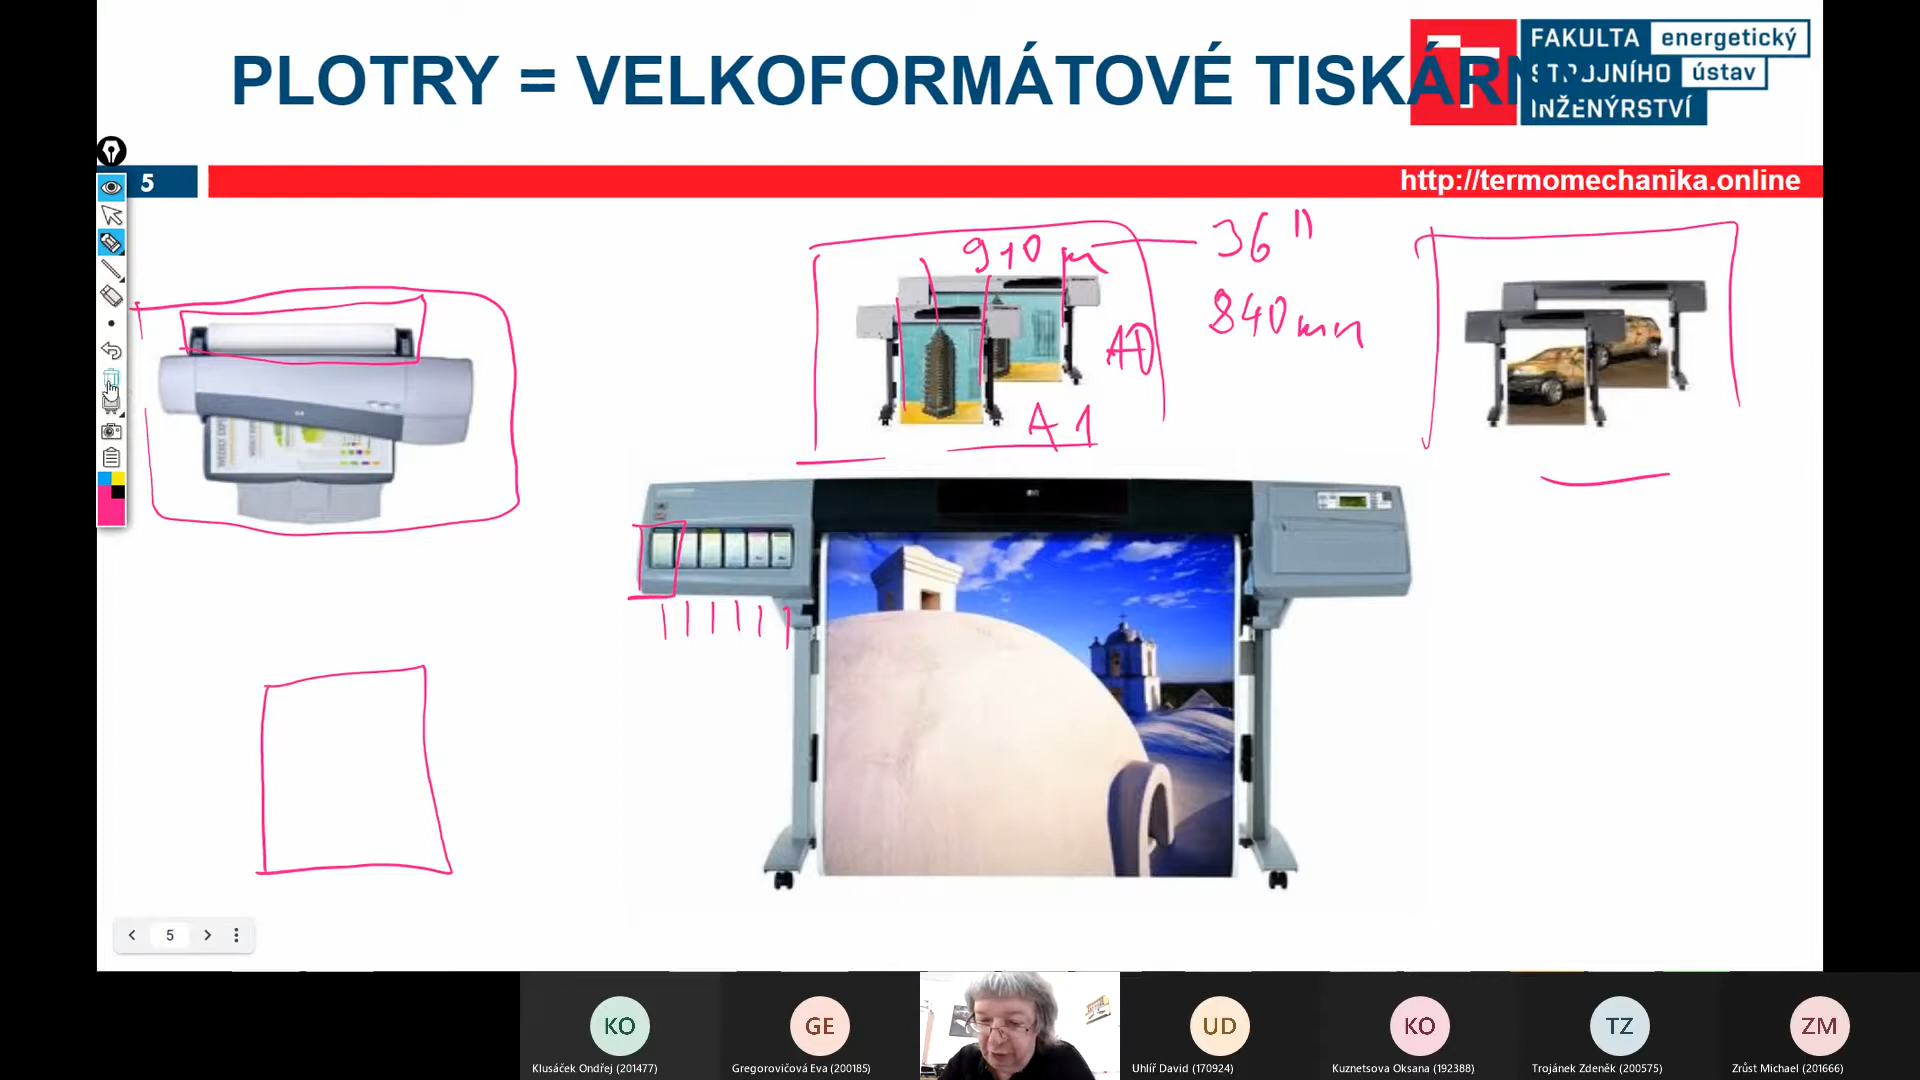 PLOTRY = VELKOFORMÁTOVÉ TISKÁRNY
FAKULTA
STROJNÍHO
INŽENÝRSTVÍ
energetický
ústav
5
http://termomechanika.online
910 m
36"
840 mm
A0
A1
5
KO
GE
UD
KO
TZ
ZM
Klusáček Ondřej (201477)
Gregorovičová Eva (200185)
Uhlíř David (170924)
Kuznetsova Oksana (192388)
Trojánek Zdeněk (200575)
Zrůst Michael (201666)